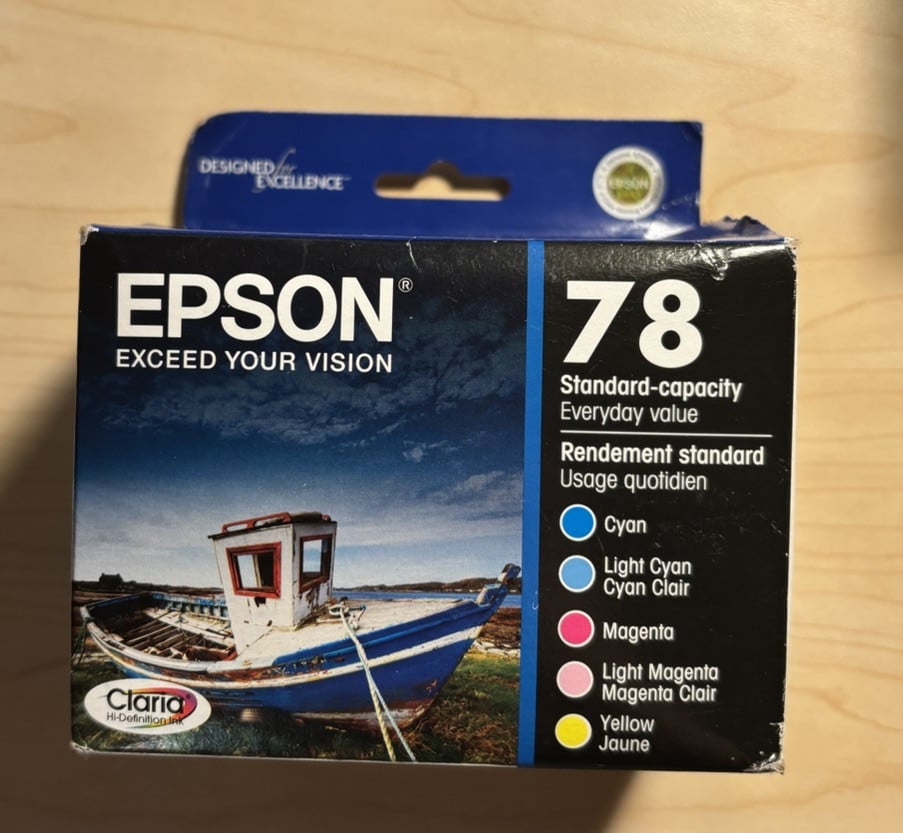 DESIGNED for
EXCELLENCE
EPSON
EPSON®
EXCEED YOUR VISION
78
Standard-capacity
Everyday value
Rendement standard
Usage quotidien
Cyan
Light Cyan
Cyan Clair
Magenta
Light Magenta
Magenta Clair
Yellow
Jaune
Claria®
Hi-Definition Ink